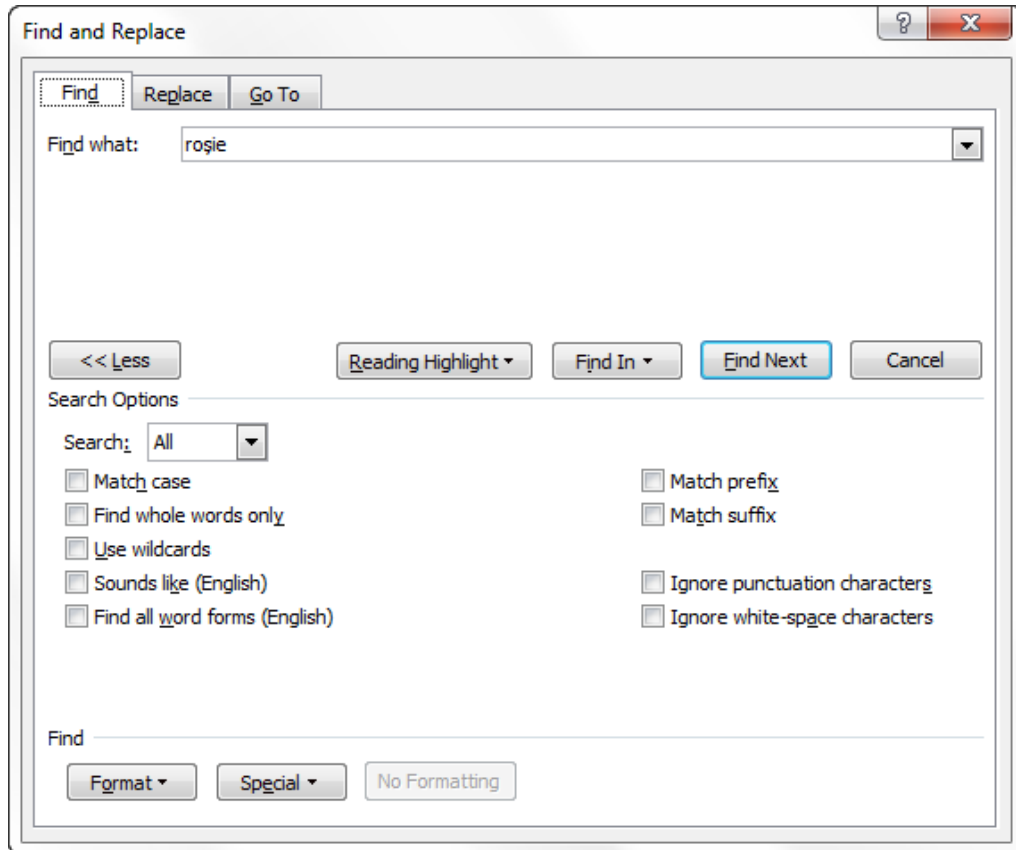 Find and Replace
Find Replace Go To
Find what: roşie
<< Less Reading Highlight Find In Find Next Cancel
Search Options
Search: All
Match case Match prefix
Find whole words only Match suffix
Use wildcards
Sounds like (English) Ignore punctuation characters
Find all word forms (English) Ignore white-space characters
Find
Format Special No Formatting